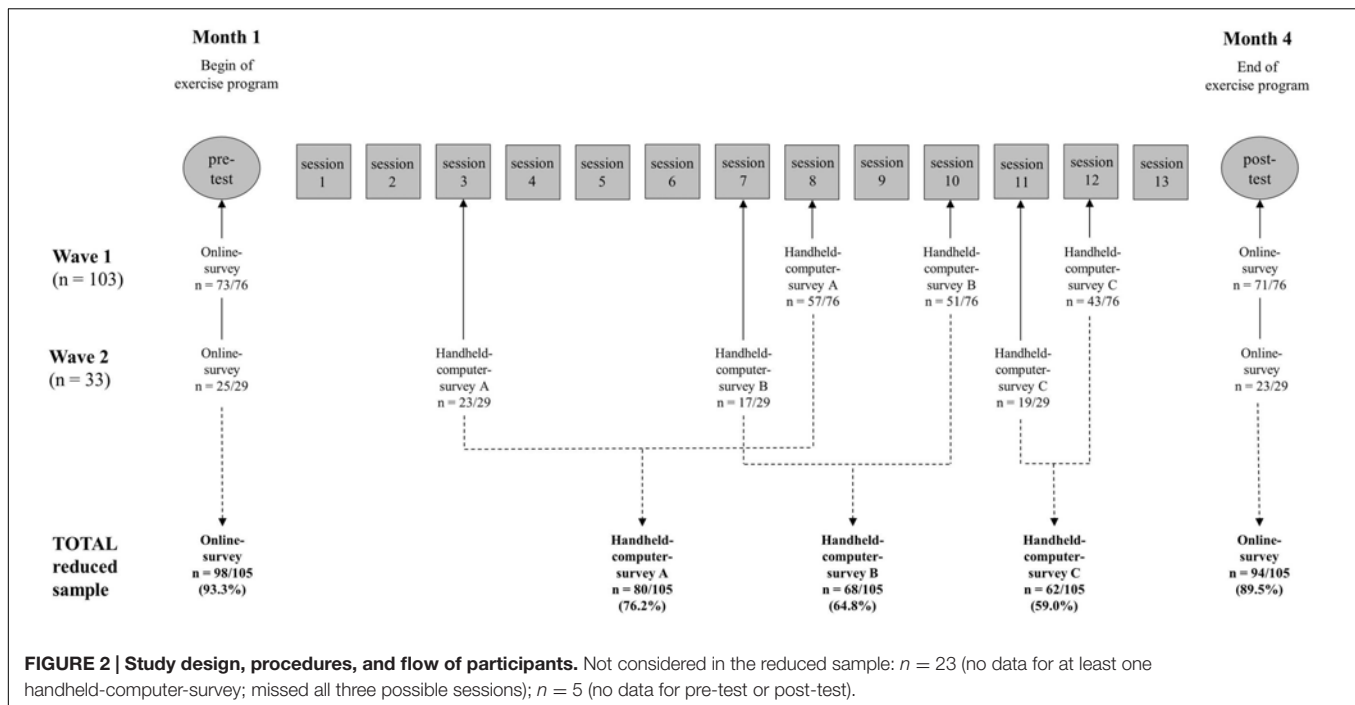 Month 1
Begin of
exercise program
Month 4
End of
exercise program
pre-
test
session
1
session
2
session
3
session
4
session
5
session
6
session
7
session
8
session
9
session
10
session
11
session
12
session
13
post-
test
Wave 1
(n = 103)
Online-
survey
n = 73/76
Handheld-
computer-
survey A
n = 57/76
Handheld-
computer-
survey B
n = 51/76
Handheld-
computer-
survey C
n = 43/76
Online-
survey
n = 71/76
Wave 2
(n = 33)
Online-
survey
n = 25/29
Handheld-
computer-
survey A
n = 23/29
Handheld-
computer-
survey B
n = 17/29
Handheld-
computer-
survey C
n = 19/29
Online-
survey
n = 23/29
TOTAL
reduced
sample
Online-
survey
n = 98/105
(93.3%)
Handheld-
computer-
survey A
n = 80/105
(76.2%)
Handheld-
computer-
survey B
n = 68/105
(64.8%)
Handheld-
computer-
survey C
n = 62/105
(59.0%)
Online-
survey
n = 94/105
(89.5%)
FIGURE 2 | Study design, procedures, and flow of participants. Not considered in the reduced sample: n = 23 (no data for at least one
handheld-computer-survey; missed all three possible sessions); n = 5 (no data for pre-test or post-test).